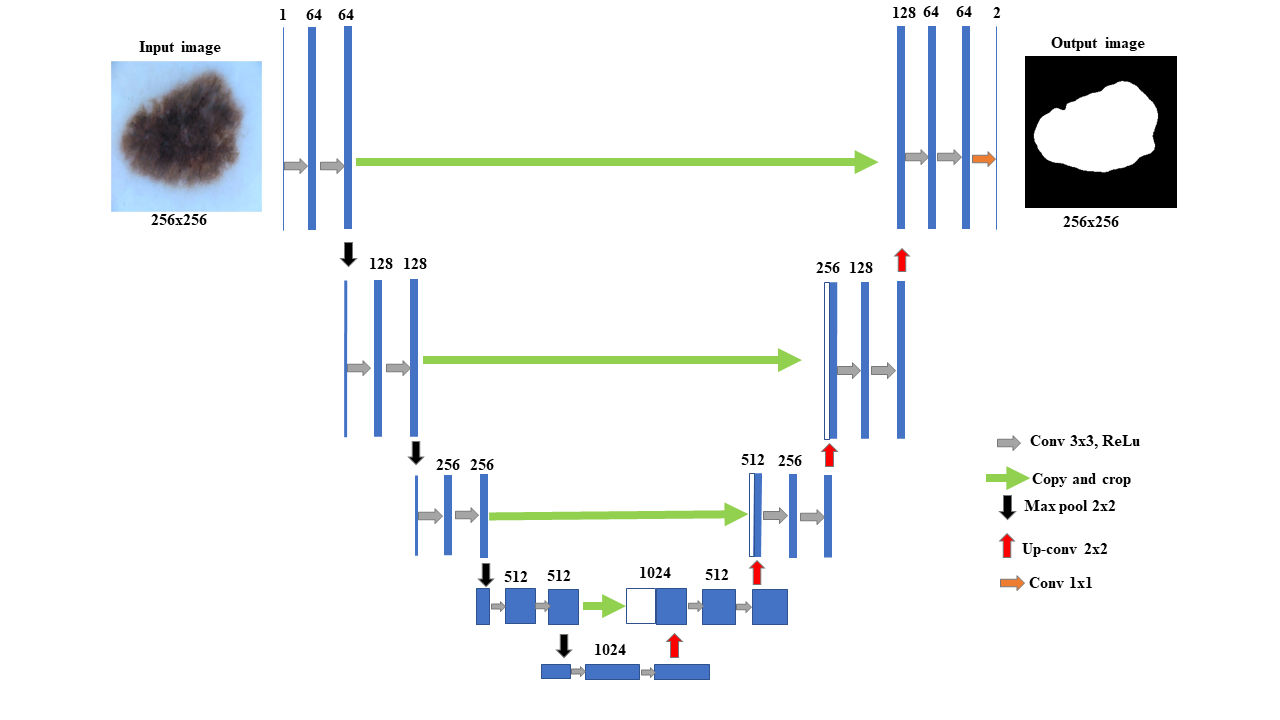 1 64 64
128 64 64 2
Input image
Output image
256x256
256x256
128 128
256 128
256 256
512 256
Conv 3x3, ReLu
Copy and crop
Max pool 2x2
Up-conv 2x2
Conv 1x1
512 512
1024 512
1024